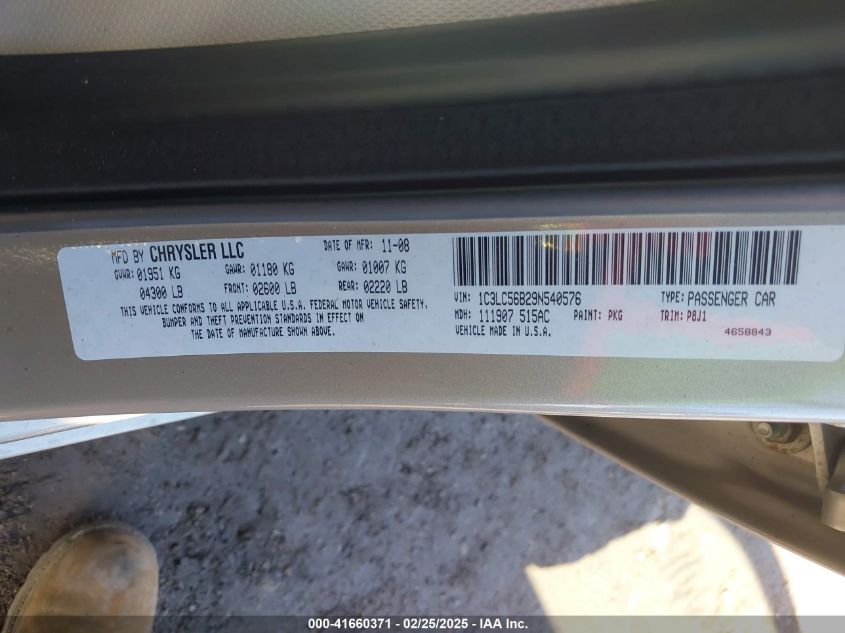 MFD BY CHRYSLER LLC DATE OF MFR: 11-08
GVWR: 01951 KG GAWR: 01180 KG GAWR: 01007 KG
04300 LB FRONT: 02600 LB REAR: 02220 LB
THIS VEHICLE CONFORMS TO ALL APPLICABLE U.S.A. FEDERAL MOTOR VEHICLE SAFETY,
BUMPER AND THEFT PREVENTION STANDARDS IN EFFECT ON
THE DATE OF MANUFACTURE SHOWN ABOVE.
VIN: 1C3LC56B29N540576 TYPE: PASSENGER CAR
MDH: 111907 515AC PAINT: PKG TRIM: P8J1
VEHICLE MADE IN U.S.A. 4658843
000-41660371 / 02/25/2025 - IAA Inc.